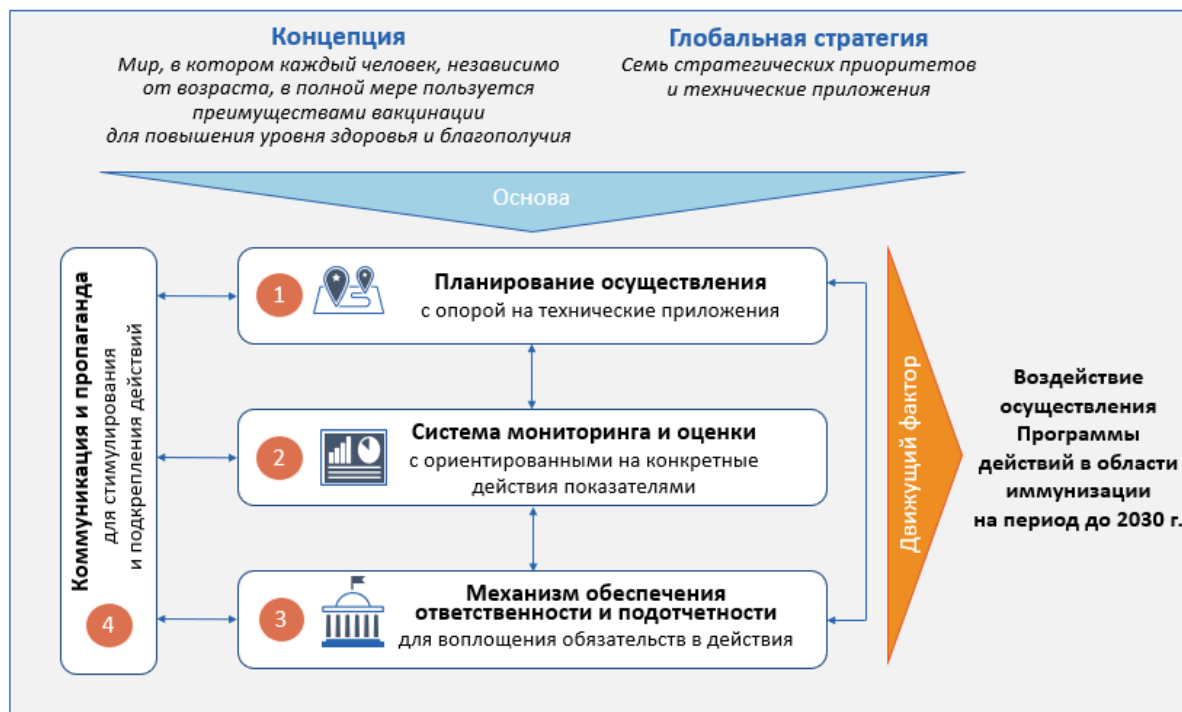 Концепция
Мир, в котором каждый человек, независимо
от возраста, в полной мере пользуется
преимуществами вакцинации
для повышения уровня здоровья и благополучия
Глобальная стратегия
Семь стратегических приоритетов
и технические приложения
Основа
Коммуникация и пропаганда
для стимулирования
и подкрепления действий
4
1
Планирование осуществления
с опорой на технические приложения
2
Система мониторинга и оценки
с ориентированными на конкретные
действия показателями
3
Механизм обеспечения
ответственности и подотчетности
для воплощения обязательств в действия
Движущий фактор
Воздействие
осуществления
Программы
действий в области
иммунизации
на период до 2030 г.